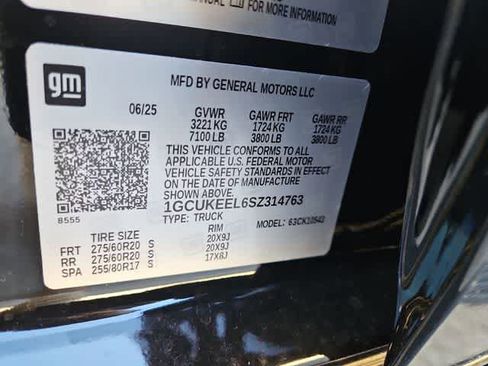 MANUAL FOR MORE INFORMATION
gm
MFD BY GENERAL MOTORS LLC
06/25 GVWR GAWR FRT GAWR RR
3221 KG 1724 KG 1724 KG
7100 LB 3800 LB 3800 LB
THIS VEHICLE CONFORMS TO ALL
APPLICABLE U.S. FEDERAL MOTOR
VEHICLE SAFETY STANDARDS IN
EFFECT ON THE DATE OF MANUFACTURE
SHOWN ABOVE.
1GCUKEEL6SZ314763
TYPE: TRUCK MODEL: 63CK10543
B555
TIRE SIZE RIM
FRT 275/60R20 S 20X9J
RR 275/60R20 S 20X9J
SPA 255/80R17 S 17X8J